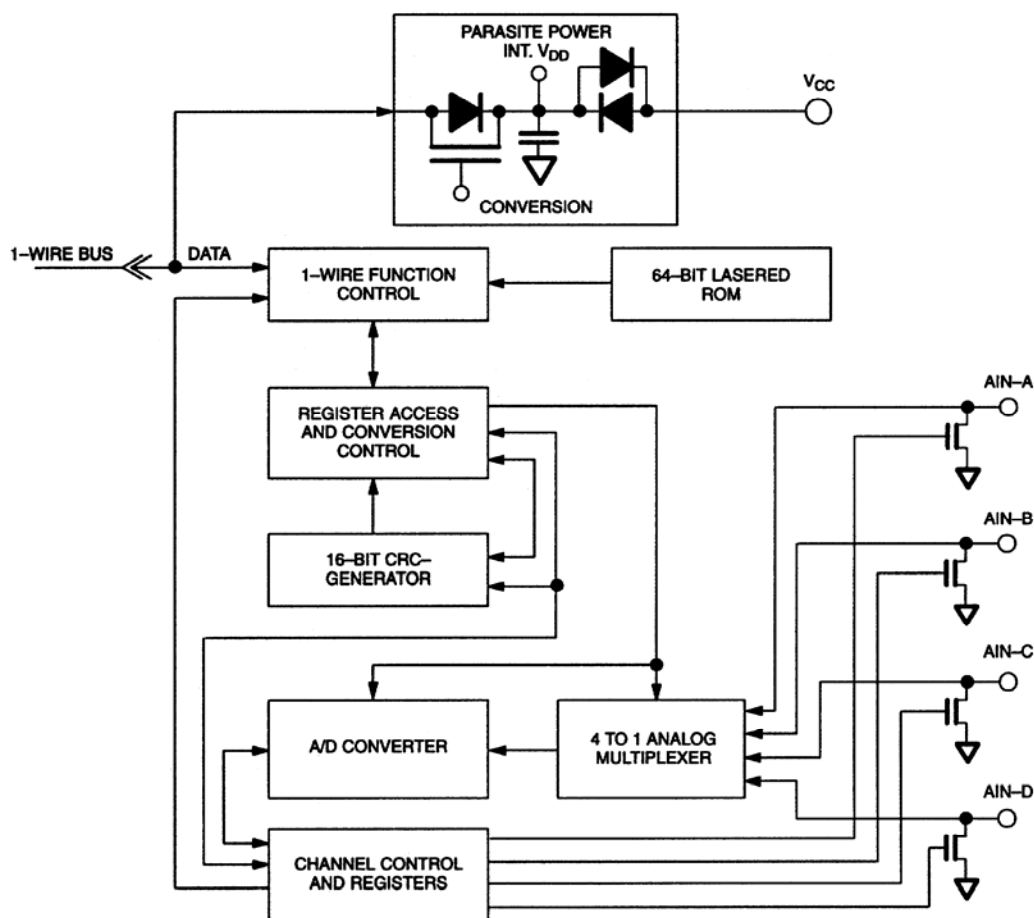 PARASITE POWER
INT. VDD
VCC
CONVERSION
1–WIRE BUS
DATA
1–WIRE FUNCTION
CONTROL
64–BIT LASERED
ROM
REGISTER ACCESS
AND CONVERSION
CONTROL
AIN–A
16–BIT CRC–
GENERATOR
AIN–B
AIN–C
A/D CONVERTER
4 TO 1 ANALOG
MULTIPLEXER
AIN–D
CHANNEL CONTROL
AND REGISTERS